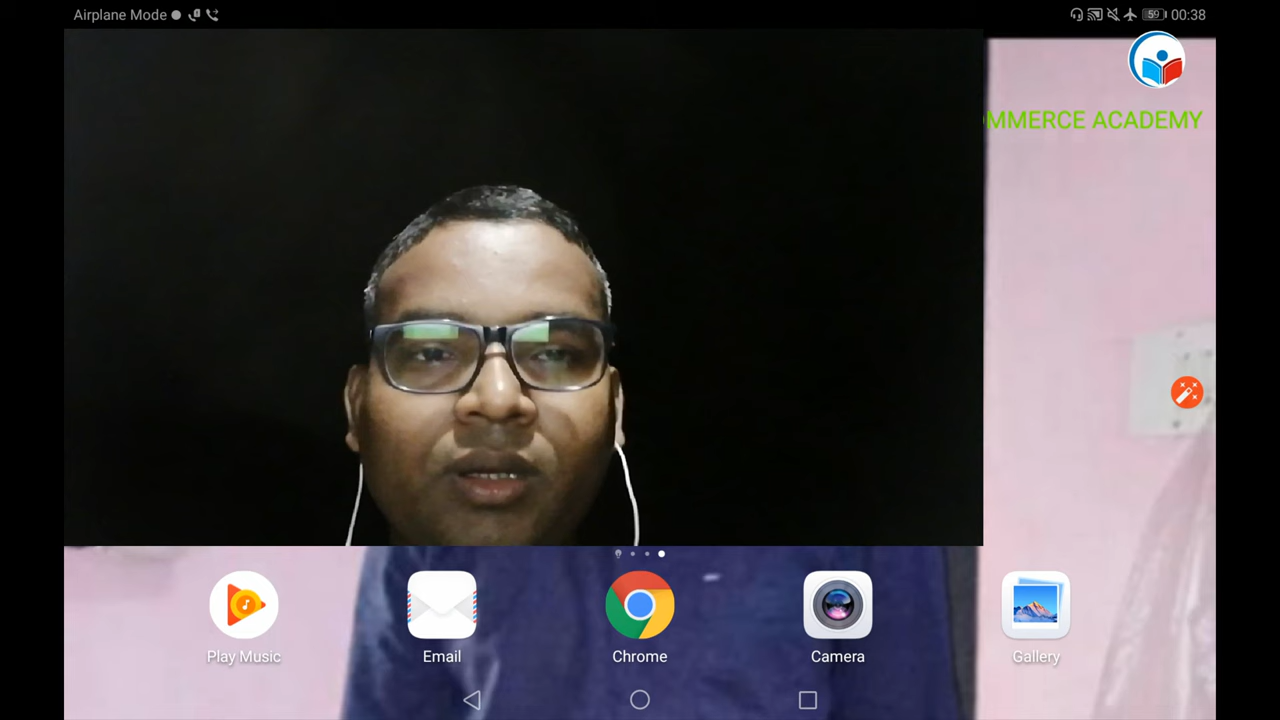 Airplane Mode
59
00:38
MMERCE ACADEMY
Play Music
Email
Chrome
Camera
Gallery